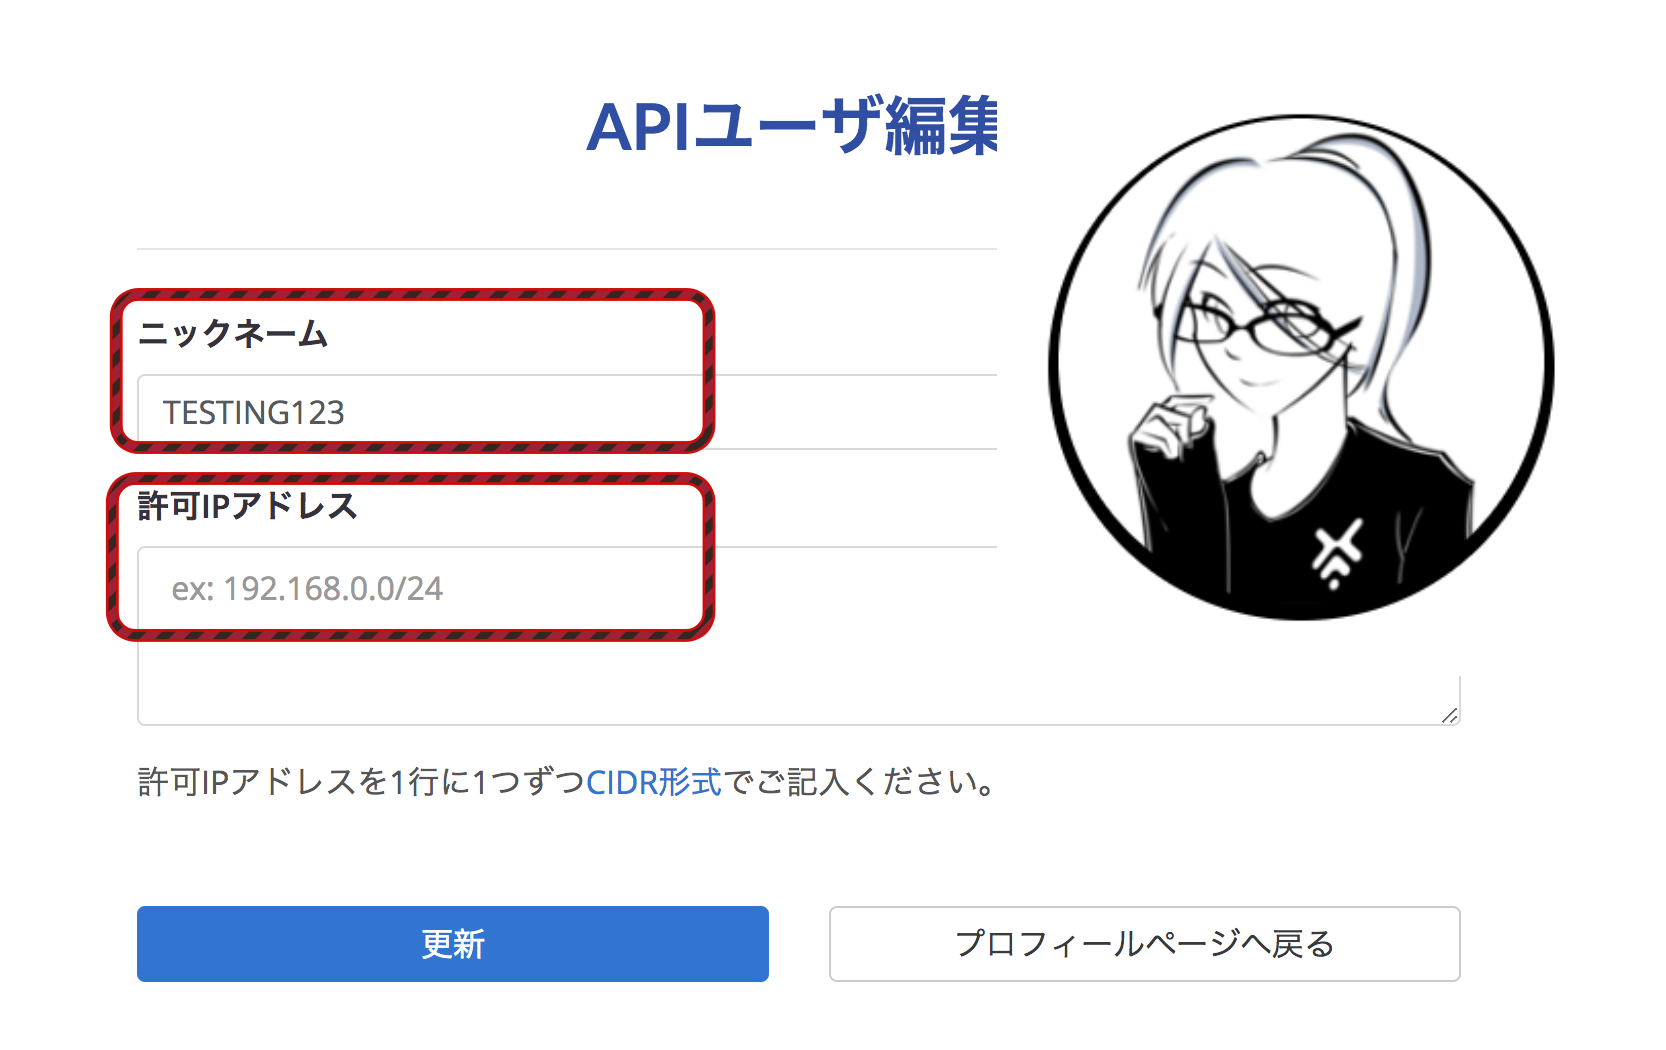 APIユーザ編集
ニックネーム
TESTING123
許可IPアドレス
ex: 192.168.0.0/24
許可IPアドレスを1行に1つずつCIDR形式でご記入ください。
更新
プロフィールページへ戻る